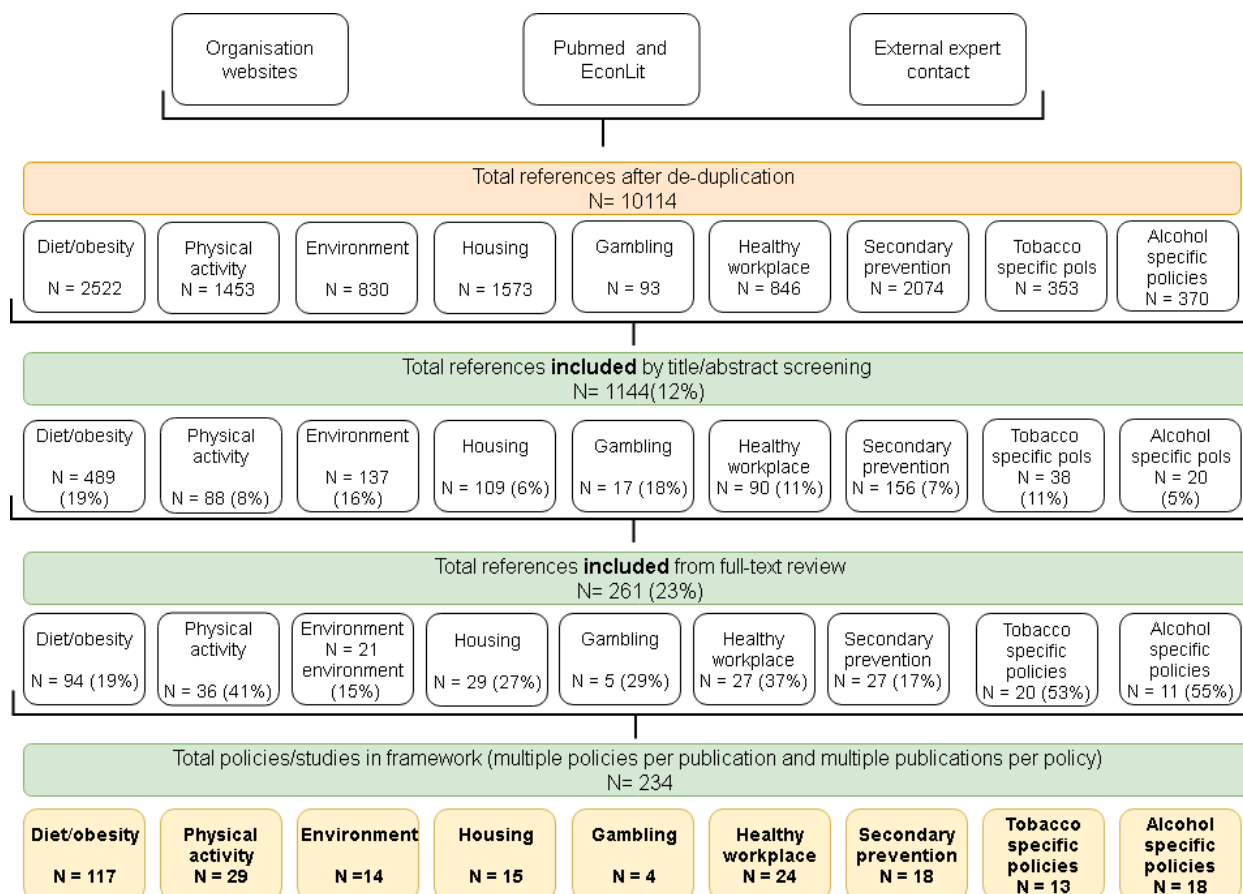 Organisation
websites
Pubmed and
EconLit
External expert
contact
Total references after de-duplication
N= 10114
Diet/obesity
N = 2522
Physical
activity
N = 1453
Environment
N = 830
Housing
N = 1573
Gambling
N = 93
Healthy
workplace
N = 846
Secondary
prevention
N = 2074
Tobacco
specific pols
N = 353
Alcohol
specific
policies
N = 370
Total references included by title/abstract screening
N= 1144(12%)
Diet/obesity
N = 489
(19%)
Physical
activity
N = 88 (8%)
Environment
N = 137
(16%)
Housing
N = 109 (6%)
Gambling
N = 17 (18%)
Healthy
workplace
N = 90 (11%)
Secondary
prevention
N = 156 (7%)
Tobacco
specific pols
N = 38
(11%)
Alcohol
specific pols
N = 20
(5%)
Total references included from full-text review
N= 261 (23%)
Diet/obesity
N = 94 (19%)
Physical
activity
N = 36 (41%)
Environment
N = 21
environment
(15%)
Housing
N = 29 (27%)
Gambling
N = 5 (29%)
Healthy
workplace
N = 27 (37%)
Secondary
prevention
N = 27 (17%)
Tobacco
specific
policies
N = 20 (53%)
Alcohol
specific
policies
N = 11 (55%)
Total policies/studies in framework (multiple policies per publication and multiple publications per policy)
N= 234
Diet/obesity
N = 117
Physical
activity
N = 29
Environment
N =14
Housing
N = 15
Gambling
N = 4
Healthy
workplace
N = 24
Secondary
prevention
N = 18
Tobacco
specific
policies
N = 13
Alcohol
specific
policies
N = 18